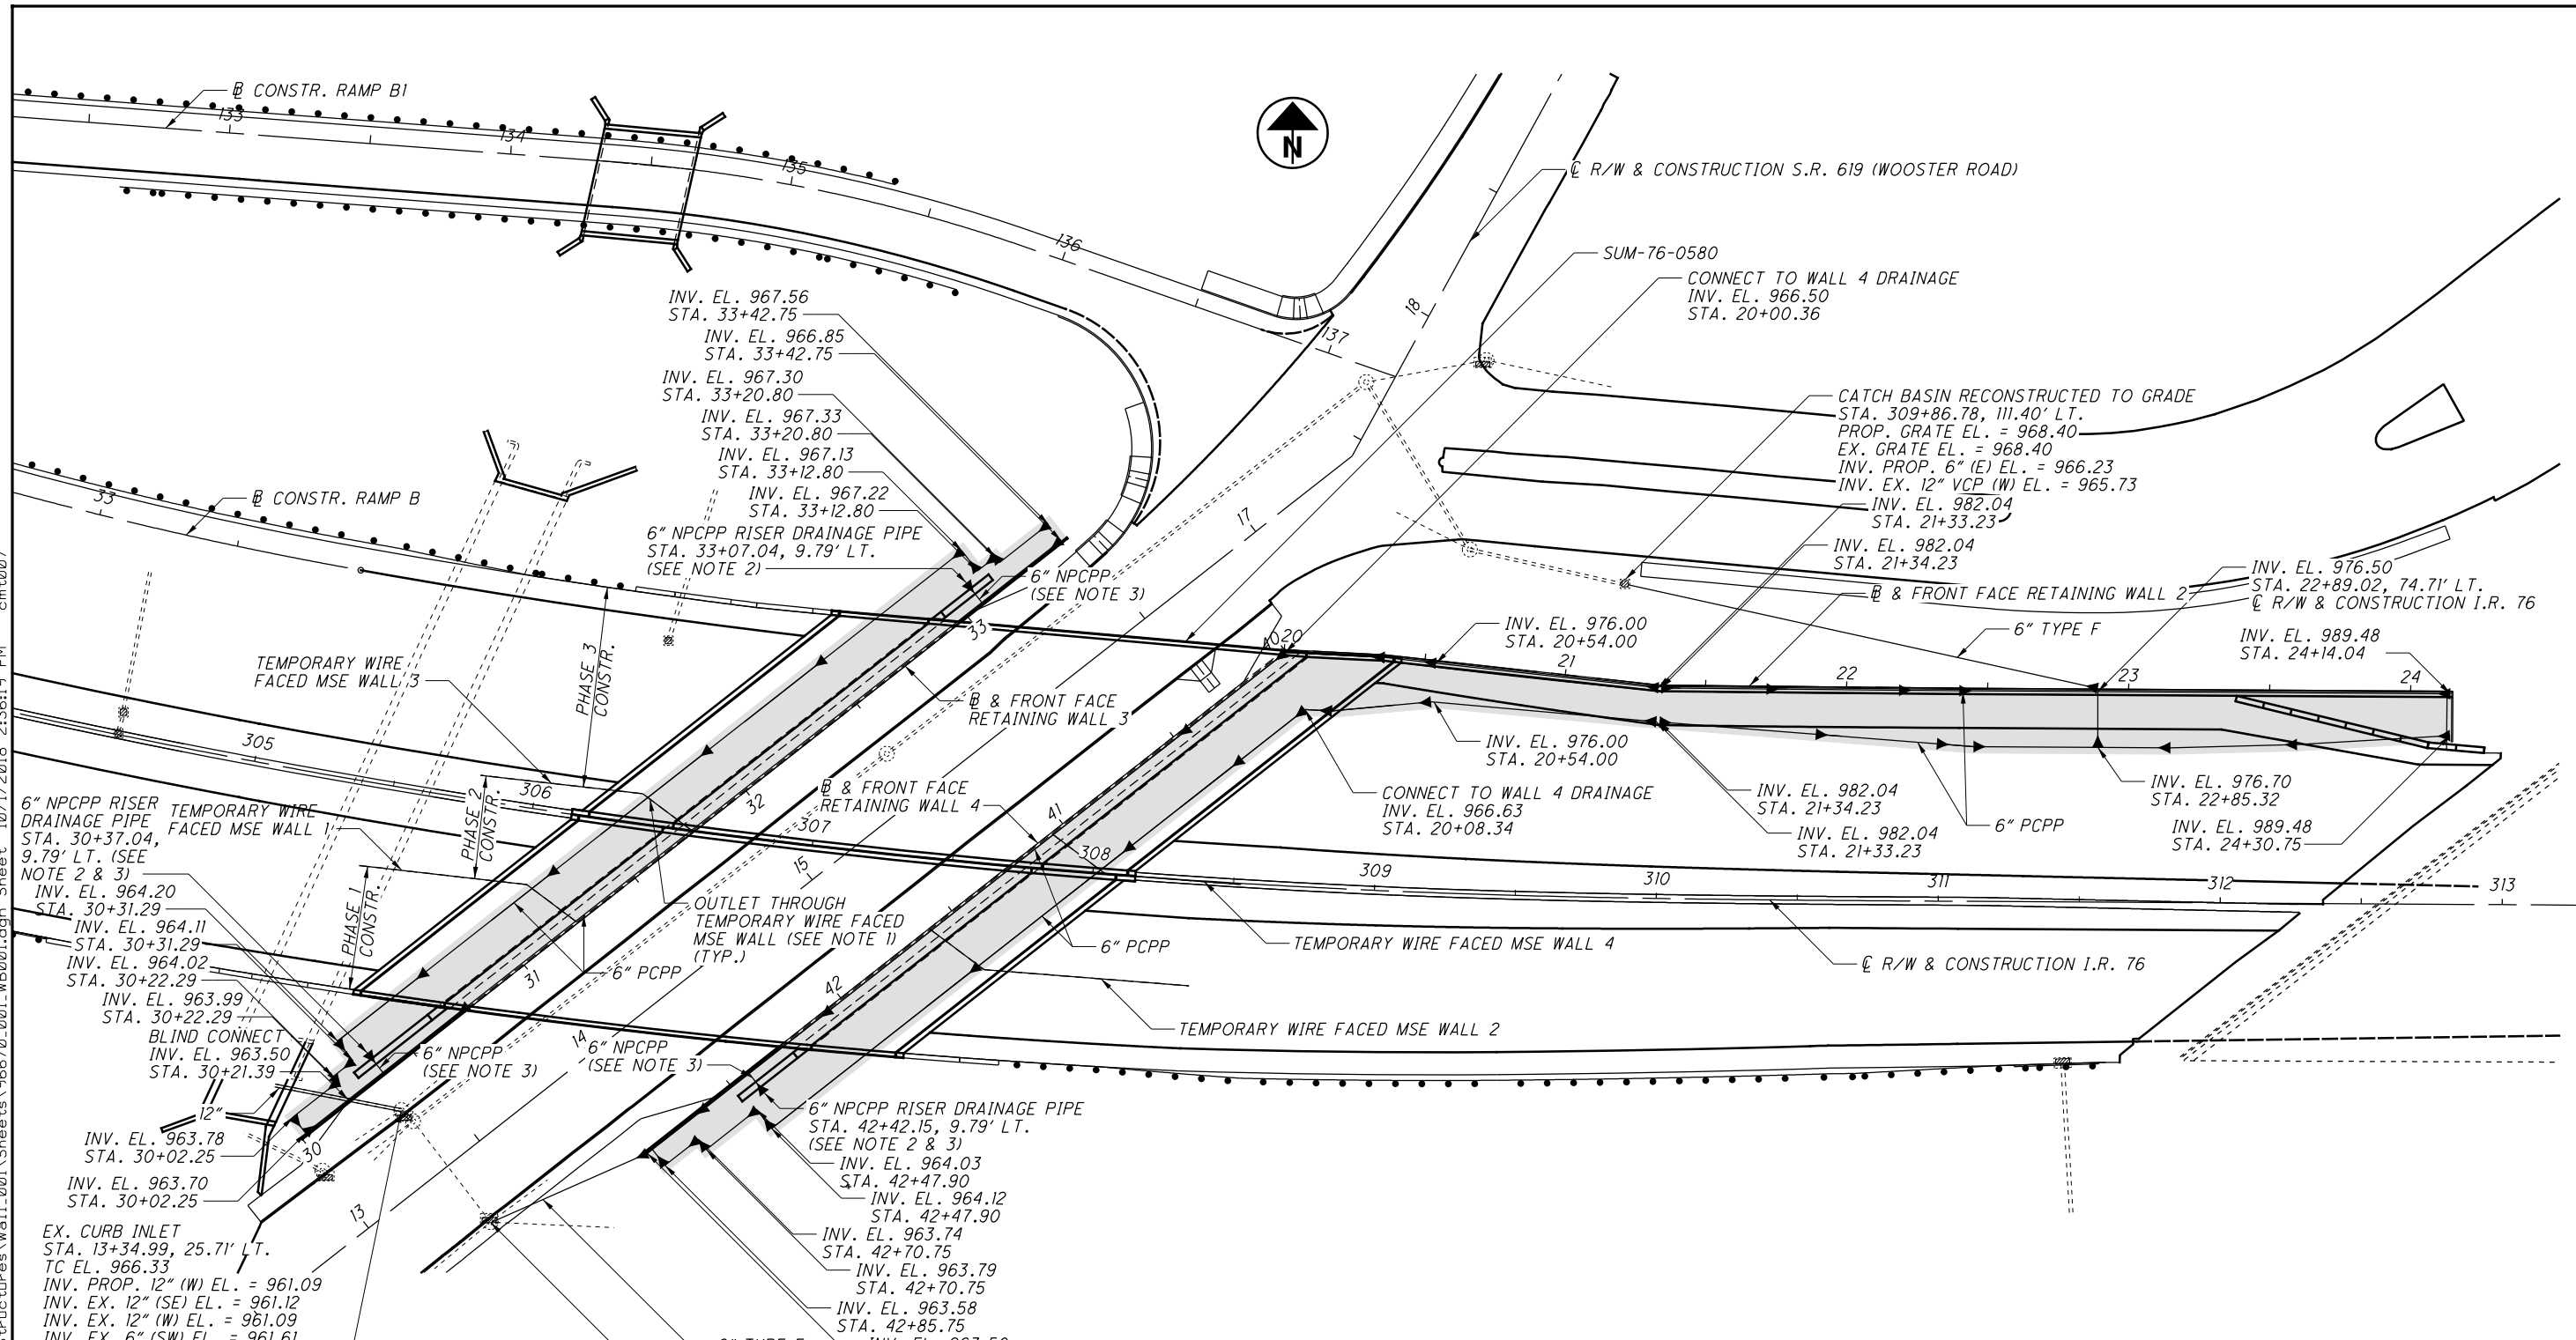 ℄ CONSTR. RAMP B1
133
134
135
136
137
N
℄ R/W & CONSTRUCTION S.R. 619 (WOOSTER ROAD)
SUM-76-0580
CONNECT TO WALL 4 DRAINAGE
INV. EL. 966.50
STA. 20+00.36
18
17
INV. EL. 967.56
STA. 33+42.75
INV. EL. 966.85
STA. 33+42.75
INV. EL. 967.30
STA. 33+20.80
INV. EL. 967.33
STA. 33+20.80
INV. EL. 967.13
STA. 33+12.80
INV. EL. 967.22
STA. 33+12.80
6" NPCPP RISER DRAINAGE PIPE
STA. 33+07.04, 9.79' LT.
(SEE NOTE 2)
6" NPCPP
(SEE NOTE 3)
33
CONSTR. RAMP B
33
CATCH BASIN RECONSTRUCTED TO GRADE
STA. 309+86.78, 111.40' LT.
PROP. GRATE EL. = 968.40
EX. GRATE EL. = 968.40
INV. PROP. 6" (E) EL. = 966.23
INV. EX. 12" VCP (W) EL. = 965.73
INV. EL. 982.04
STA. 21+33.23
INV. EL. 982.04
STA. 21+34.23
& FRONT FACE RETAINING WALL 2
INV. EL. 976.50
STA. 22+89.02, 74.71' LT.
℄ R/W & CONSTRUCTION I.R. 76
6" TYPE F
INV. EL. 989.48
STA. 24+14.04
INV. EL. 976.00
STA. 20+54.00
40
20
21
22
23
24
TEMPORARY WIRE
FACED MSE WALL 3
PHASE 3
CONSTR.
& FRONT FACE
RETAINING WALL 3
INV. EL. 976.00
STA. 20+54.00
CONNECT TO WALL 4 DRAINAGE
INV. EL. 966.63
STA. 20+08.34
INV. EL. 982.04
STA. 21+34.23
INV. EL. 982.04
STA. 21+33.23
6" PCPP
INV. EL. 976.70
STA. 22+85.32
INV. EL. 989.48
STA. 24+30.75
305
306
307
308
309
310
311
312
313
32
41
15
& FRONT FACE
RETAINING WALL 4
PHASE 2
CONSTR.
TEMPORARY WIRE
FACED MSE WALL 1
PHASE 1
CONSTR.
6" NPCPP RISER
DRAINAGE PIPE
STA. 30+37.04,
9.79' LT. (SEE
NOTE 2 & 3)
INV. EL. 964.20
STA. 30+31.29
INV. EL. 964.11
STA. 30+31.29
INV. EL. 964.02
STA. 30+22.29
INV. EL. 963.99
STA. 30+22.29
BLIND CONNECT
INV. EL. 963.50
STA. 30+21.39
12"
INV. EL. 963.78
STA. 30+02.25
INV. EL. 963.70
STA. 30+02.25
30
31
6" PCPP
OUTLET THROUGH
TEMPORARY WIRE FACED
MSE WALL (SEE NOTE 1)
(TYP.)
6" PCPP
TEMPORARY WIRE FACED MSE WALL 4
℄ R/W & CONSTRUCTION I.R. 76
TEMPORARY WIRE FACED MSE WALL 2
42
14
13
6" NPCPP
(SEE NOTE 3)
6" NPCPP
(SEE NOTE 3)
6" NPCPP RISER DRAINAGE PIPE
STA. 42+42.15, 9.79' LT.
(SEE NOTE 2 & 3)
INV. EL. 964.03
STA. 42+47.90
INV. EL. 964.12
STA. 42+47.90
INV. EL. 963.74
STA. 42+70.75
INV. EL. 963.79
STA. 42+70.75
INV. EL. 963.58
STA. 42+85.75
EX. CURB INLET
STA. 13+34.99, 25.71' LT.
TC EL. 966.33
INV. PROP. 12" (W) EL. = 961.09
INV. EX. 12" (SE) EL. = 961.12
INV. EX. 12" (W) EL. = 961.09
INV. EX. 6" (SW) EL. = 961.61